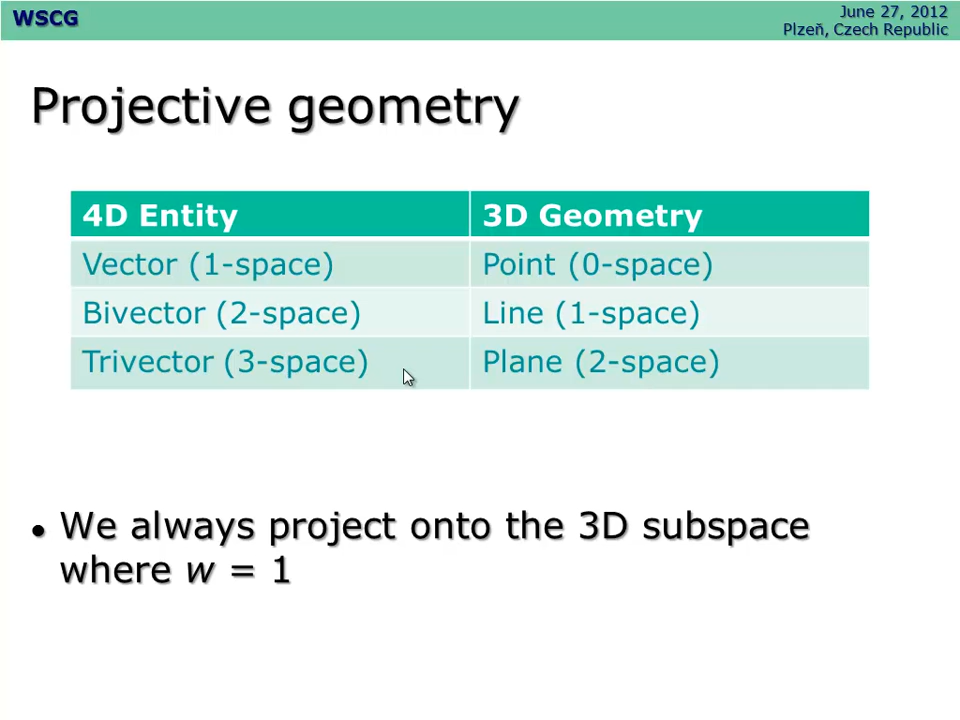 WSCG
June 27, 2012
Plzeň, Czech Republic
Projective geometry
4D Entity 3D Geometry
Vector (1-space) Point (0-space)
Bivector (2-space) Line (1-space)
Trivector (3-space) Plane (2-space)
• We always project onto the 3D subspace
where w = 1